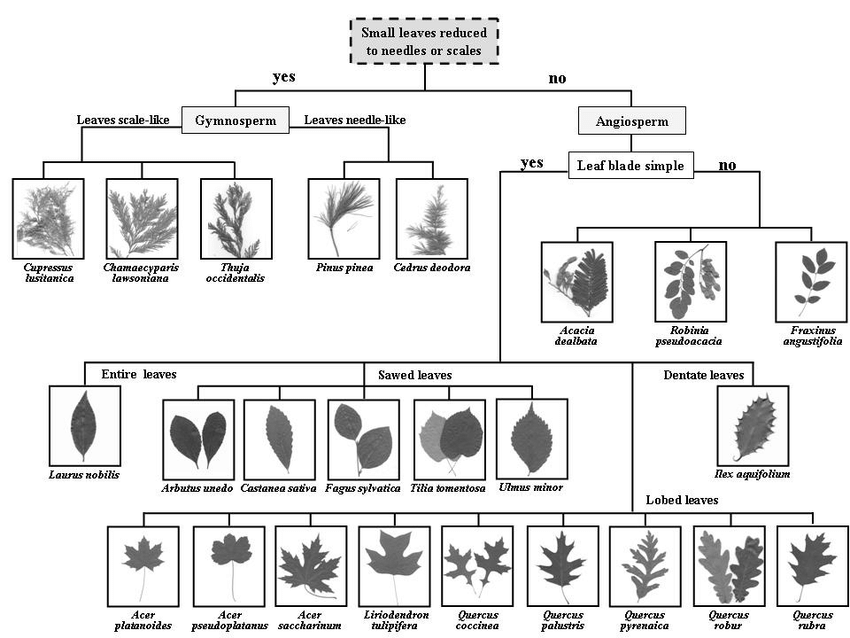 Small leaves reduced
to needles or scales
yes
no
Leaves scale-like
Gymnosperm
Leaves needle-like
Angiosperm
yes
Leaf blade simple
no
Cupressus
lusitanica
Chamaecyparis
lawsoniana
Thuja
occidentalis
Pinus pinea
Cedrus deodora
Acacia
dealbata
Robinia
pseudoacacia
Fraxinus
angustifolia
Entire leaves
Sawed leaves
Dentate leaves
Laurus nobilis
Arbutus unedo
Castanea sativa
Fagus sylvatica
Tilia tomentosa
Ulmus minor
Ilex aquifolium
Lobed leaves
Acer
platanoides
Acer
pseudoplatanus
Acer
saccharinum
Liriodendron
tulipifera
Quercus
coccinea
Quercus
palustris
Quercus
pyrenaica
Quercus
robur
Quercus
rubra